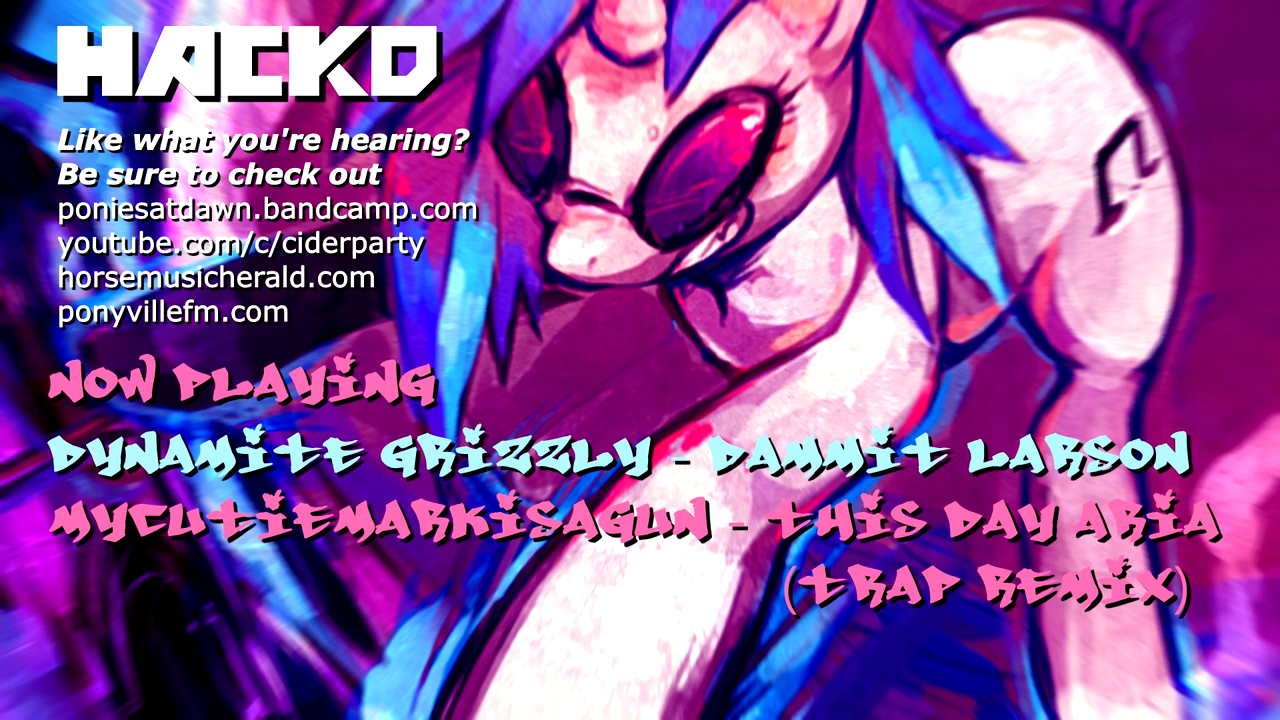 HACKD
Like what you're hearing?
Be sure to check out
poniesatdawn.bandcamp.com
youtube.com/c/ciderparty
horsemusicherald.com
ponyvillefm.com
NOW PLAYING
DYNAMITE GRIZZLY - DAMMIT LARSON
MYCUTIEMARKISAGUN - THIS DAY ARIA
(TRAP REMIX)